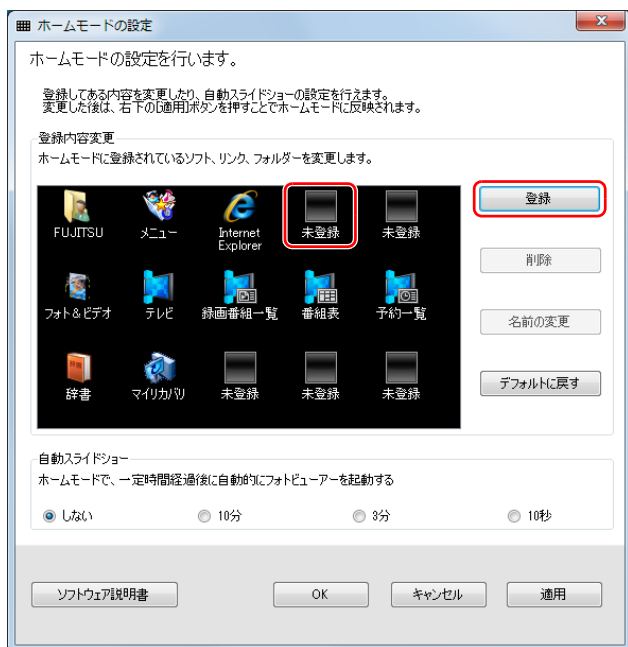 ホームモードの設定
ホームモードの設定を行います。
登録してある内容を変更したり、自動スライドショーの設定を行えます。
変更した後は、右下の[適用]ボタンを押すことでホームモードに反映されます。
登録内容変更
ホームモードに登録されているソフト、リンク、フォルダーを変更します。
FUJITSU メニュー Internet Explorer 未登録 未登録
フォト&ビデオ テレビ 録画番組一覧 番組表 予約一覧
辞書 マイリカバリ 未登録 未登録 未登録
登録
削除
名前の変更
デフォルトに戻す
自動スライドショー
ホームモードで、一定時間経過後に自動的にフォトビューアーを起動する
しない 10分 3分 10秒
ソフトウェア説明書 OK キャンセル 適用